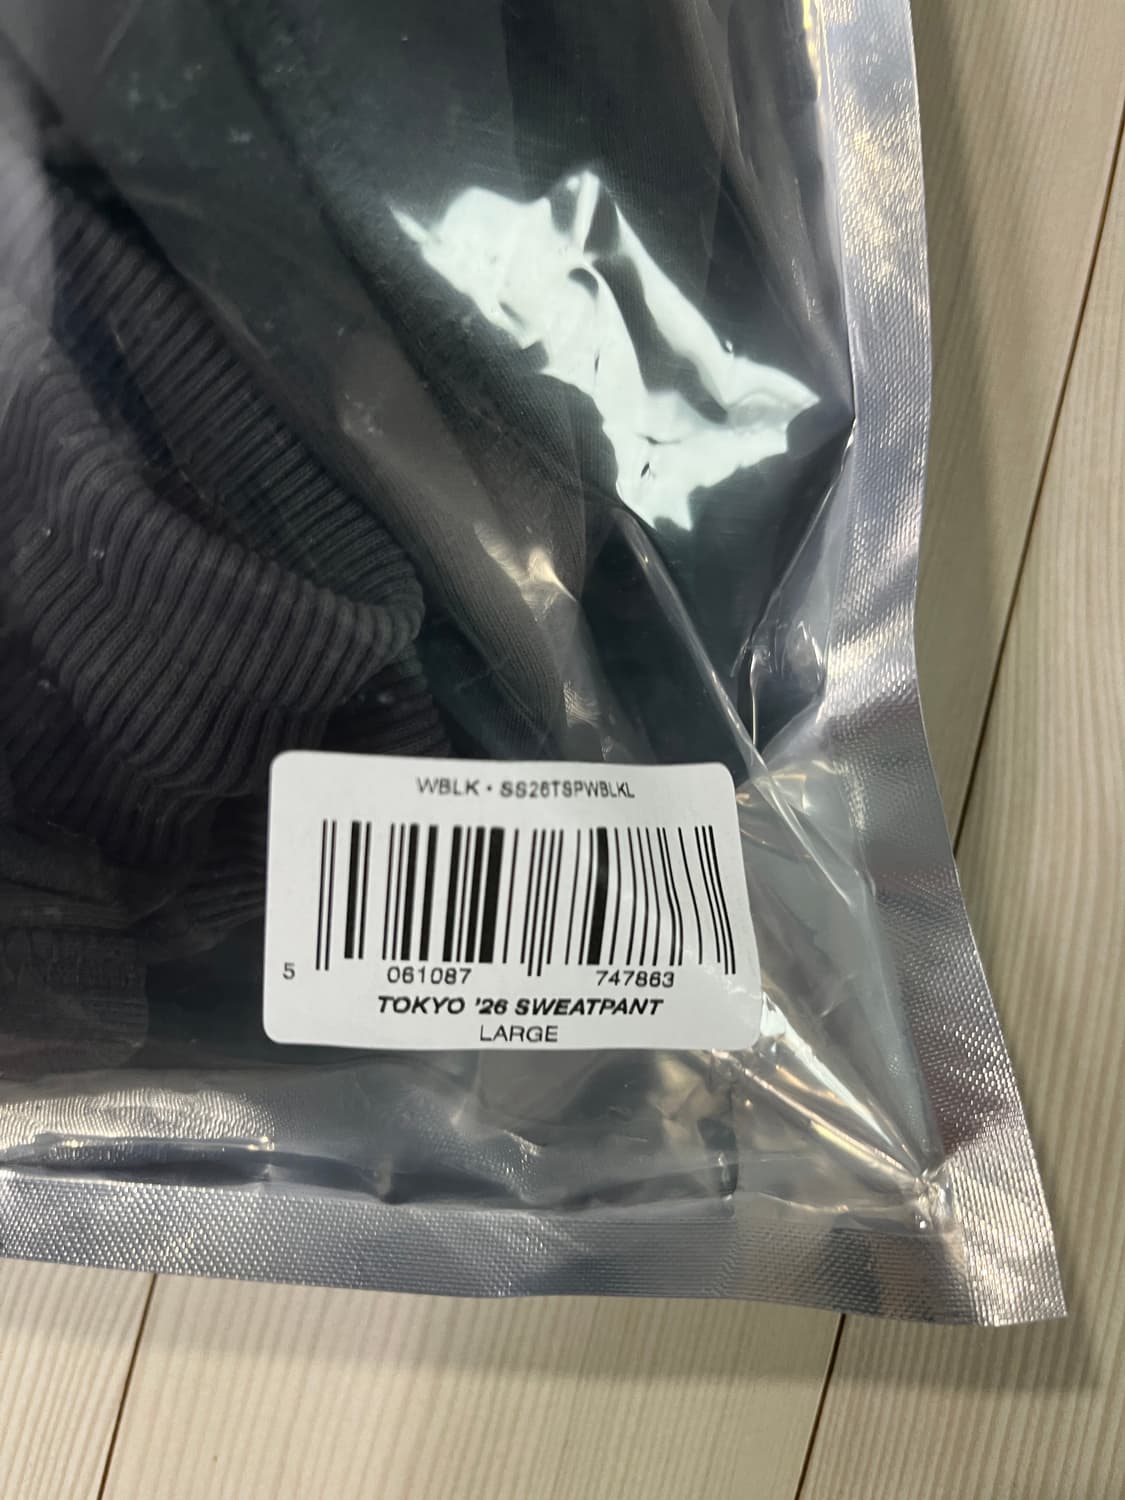 WBLK • SS26TSPWBLKL
5 061087 747863
TOKYO '26 SWEATPANT
LARGE